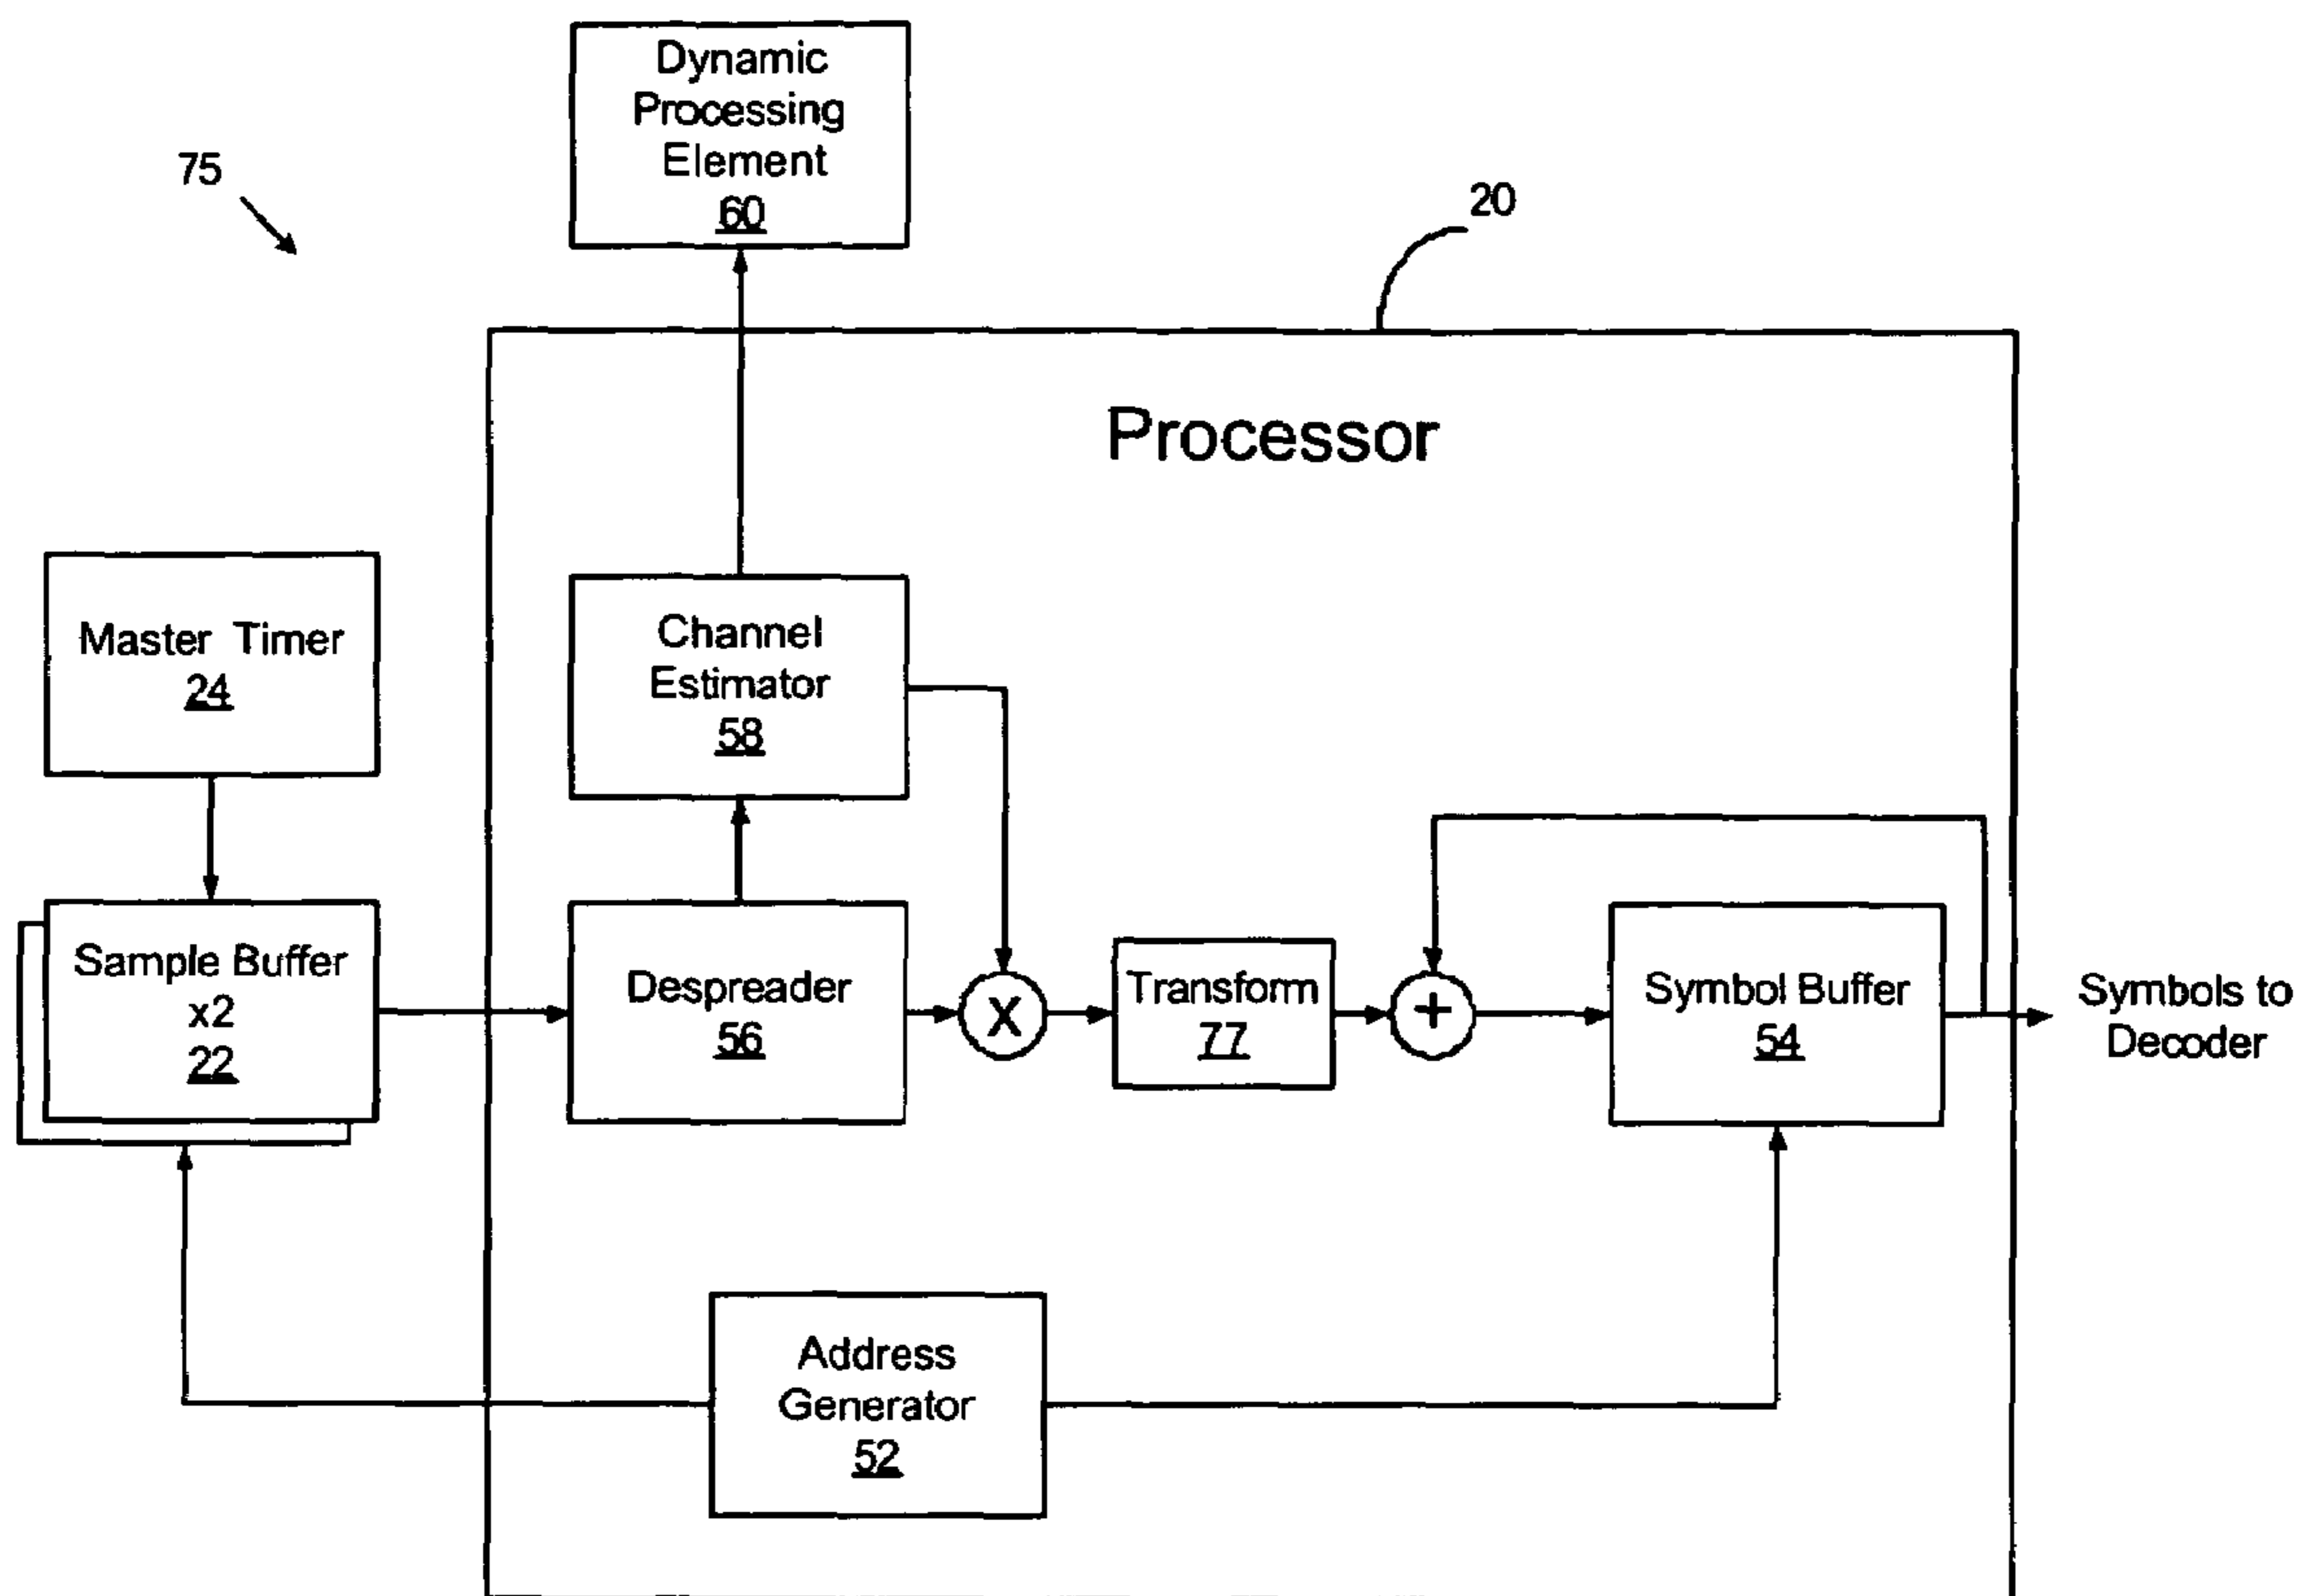 Dynamic
Processing
Element
60
75
20
Processor
Master Timer
24
Channel
Estimator
58
Sample Buffer
x2
22
Despreader
56
X
Transform
77
+
Symbol Buffer
54
Symbols to
Decoder
Address
Generator
52